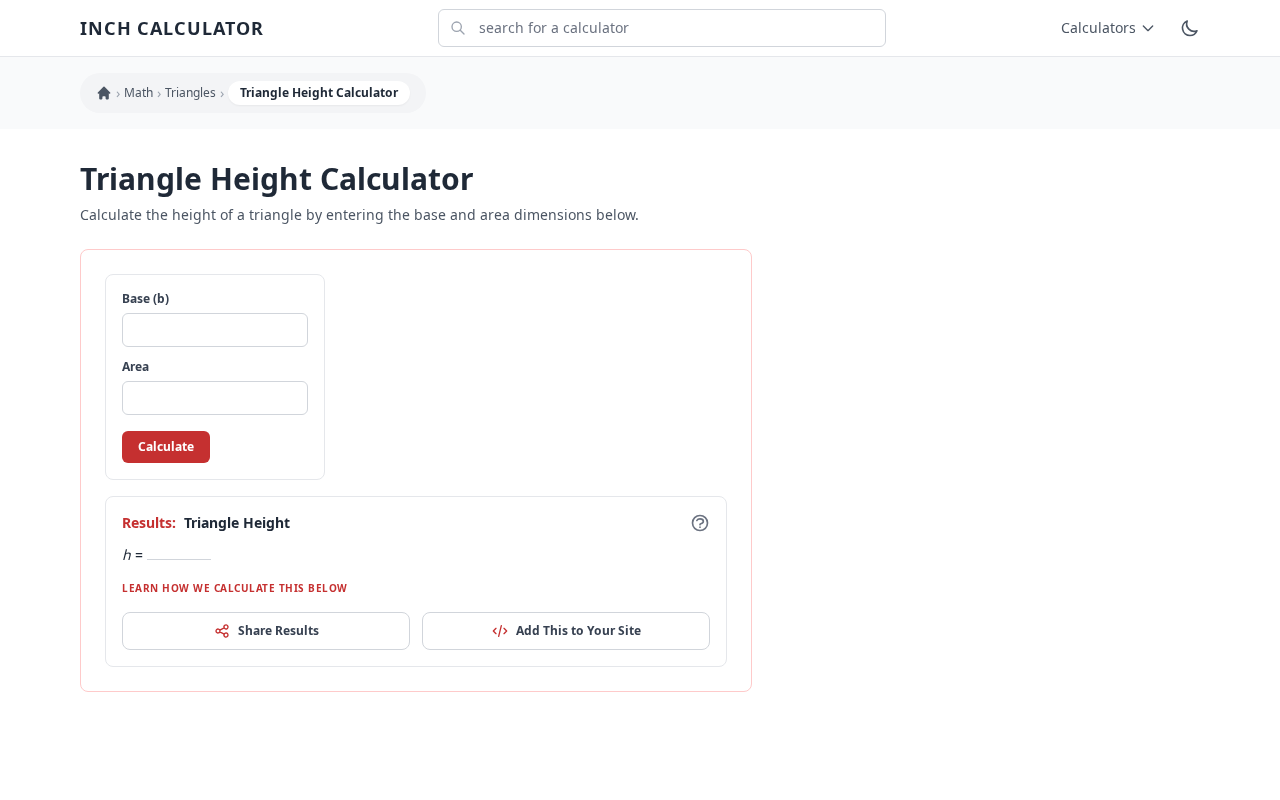 INCH CALCULATOR
search for a calculator
Calculators
Math › Triangles › Triangle Height Calculator
Triangle Height Calculator
Calculate the height of a triangle by entering the base and area dimensions below.
Base (b)
Area
Calculate
Results: Triangle Height
h =
LEARN HOW WE CALCULATE THIS BELOW
Share Results
Add This to Your Site